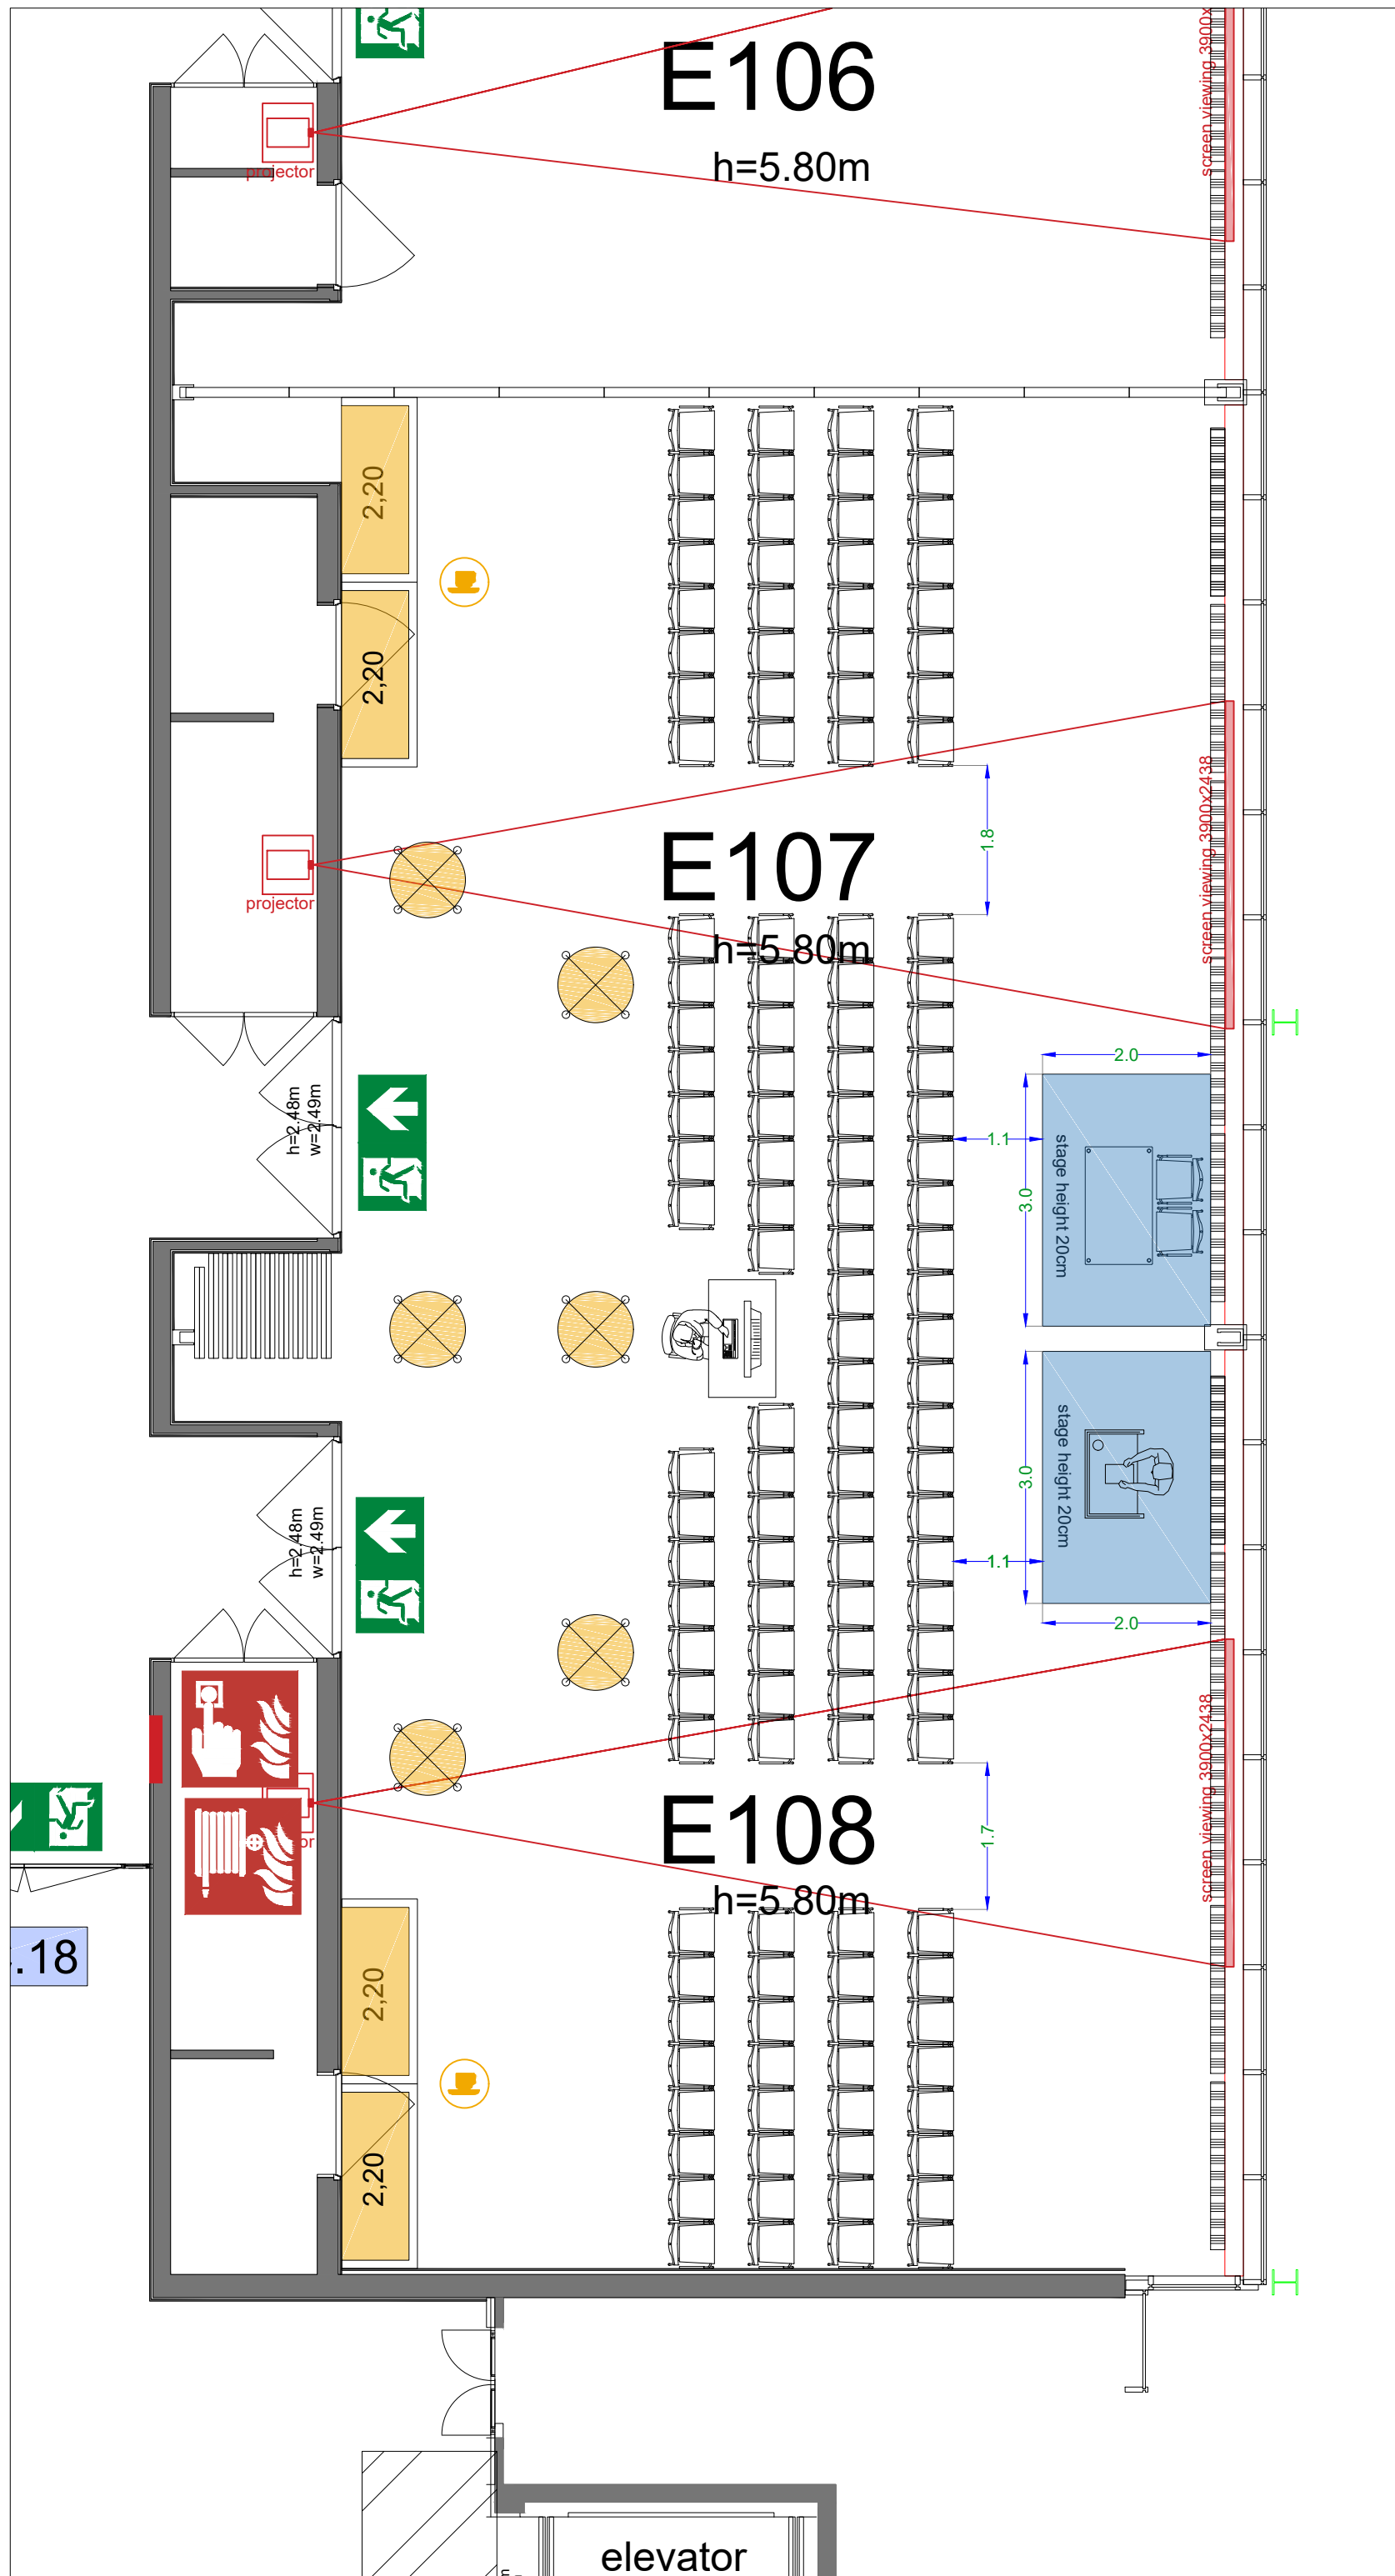 E106
h=5.80m
projector
screen viewing 3900x
2,20
2,20
E107
h=5.80m
projector
screen viewing 3900x2438
1.8
2.0
1.1
3.0
stage height 20cm
h=2.48m
w=2.49m
3.0
stage height 20cm
1.1
2.0
h=2.48m
w=2.49m
screen viewing 3900x2438
E108
h=5.80m
1.7
.18
2,20
2,20
elevator